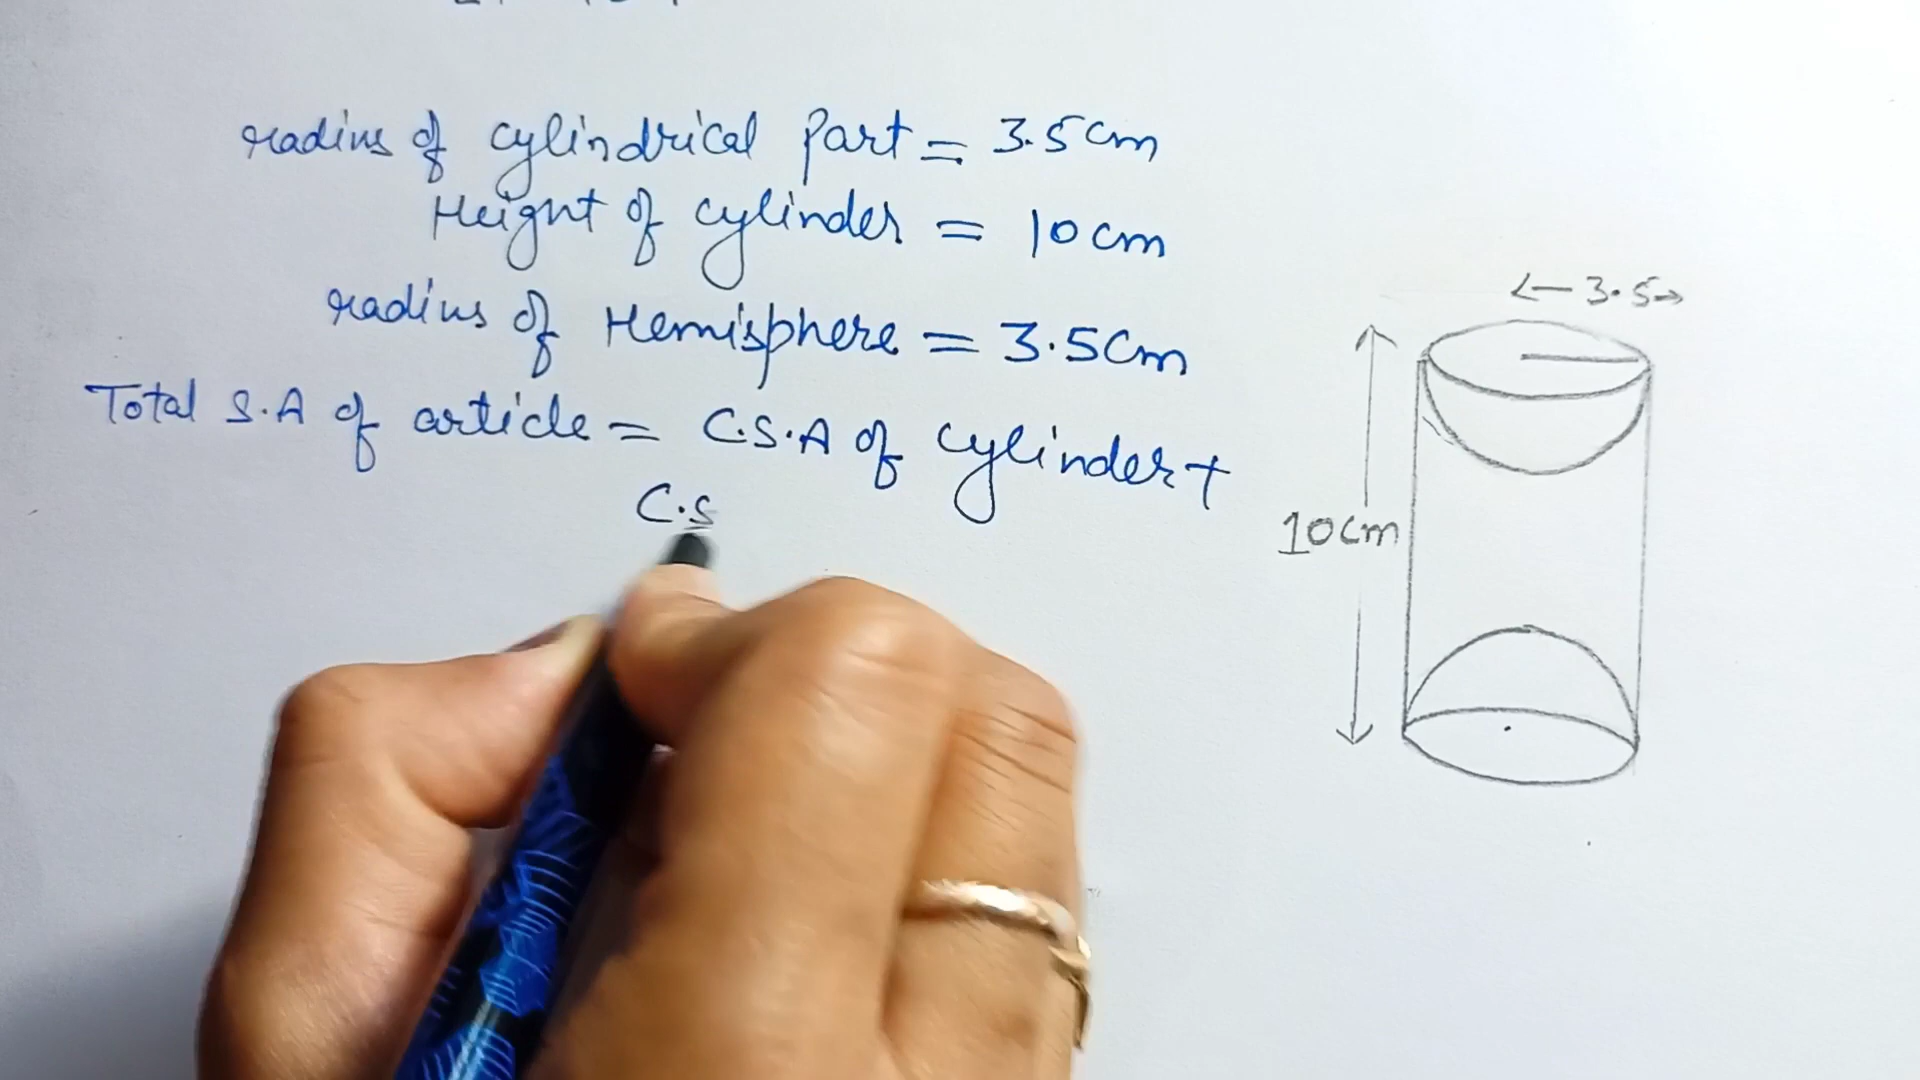 radius of cylindrical Part = 3.5cm
Height of cylinder = 10cm
radius of Hemisphere = 3.5cm
Total S.A of article = C.S.A of cylinder +
C.S
←3.5→
10cm